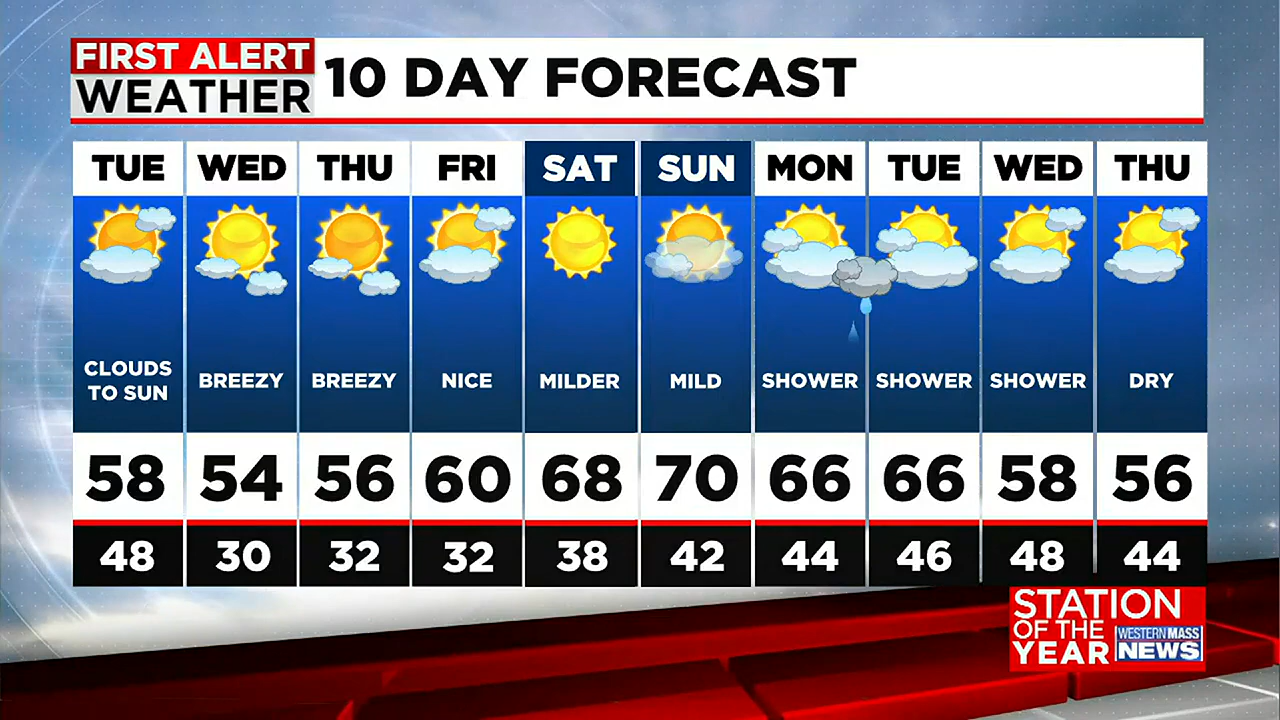 FIRST ALERT
WEATHER
10 DAY FORECAST
TUE WED THU FRI SAT SUN MON TUE WED THU
CLOUDS
TO SUN
BREEZY BREEZY NICE MILDER MILD SHOWER SHOWER SHOWER DRY
58 54 56 60 68 70 66 66 58 56
48 30 32 32 38 42 44 46 48 44
STATION
OF THE
YEAR
WESTERN MASS
NEWS